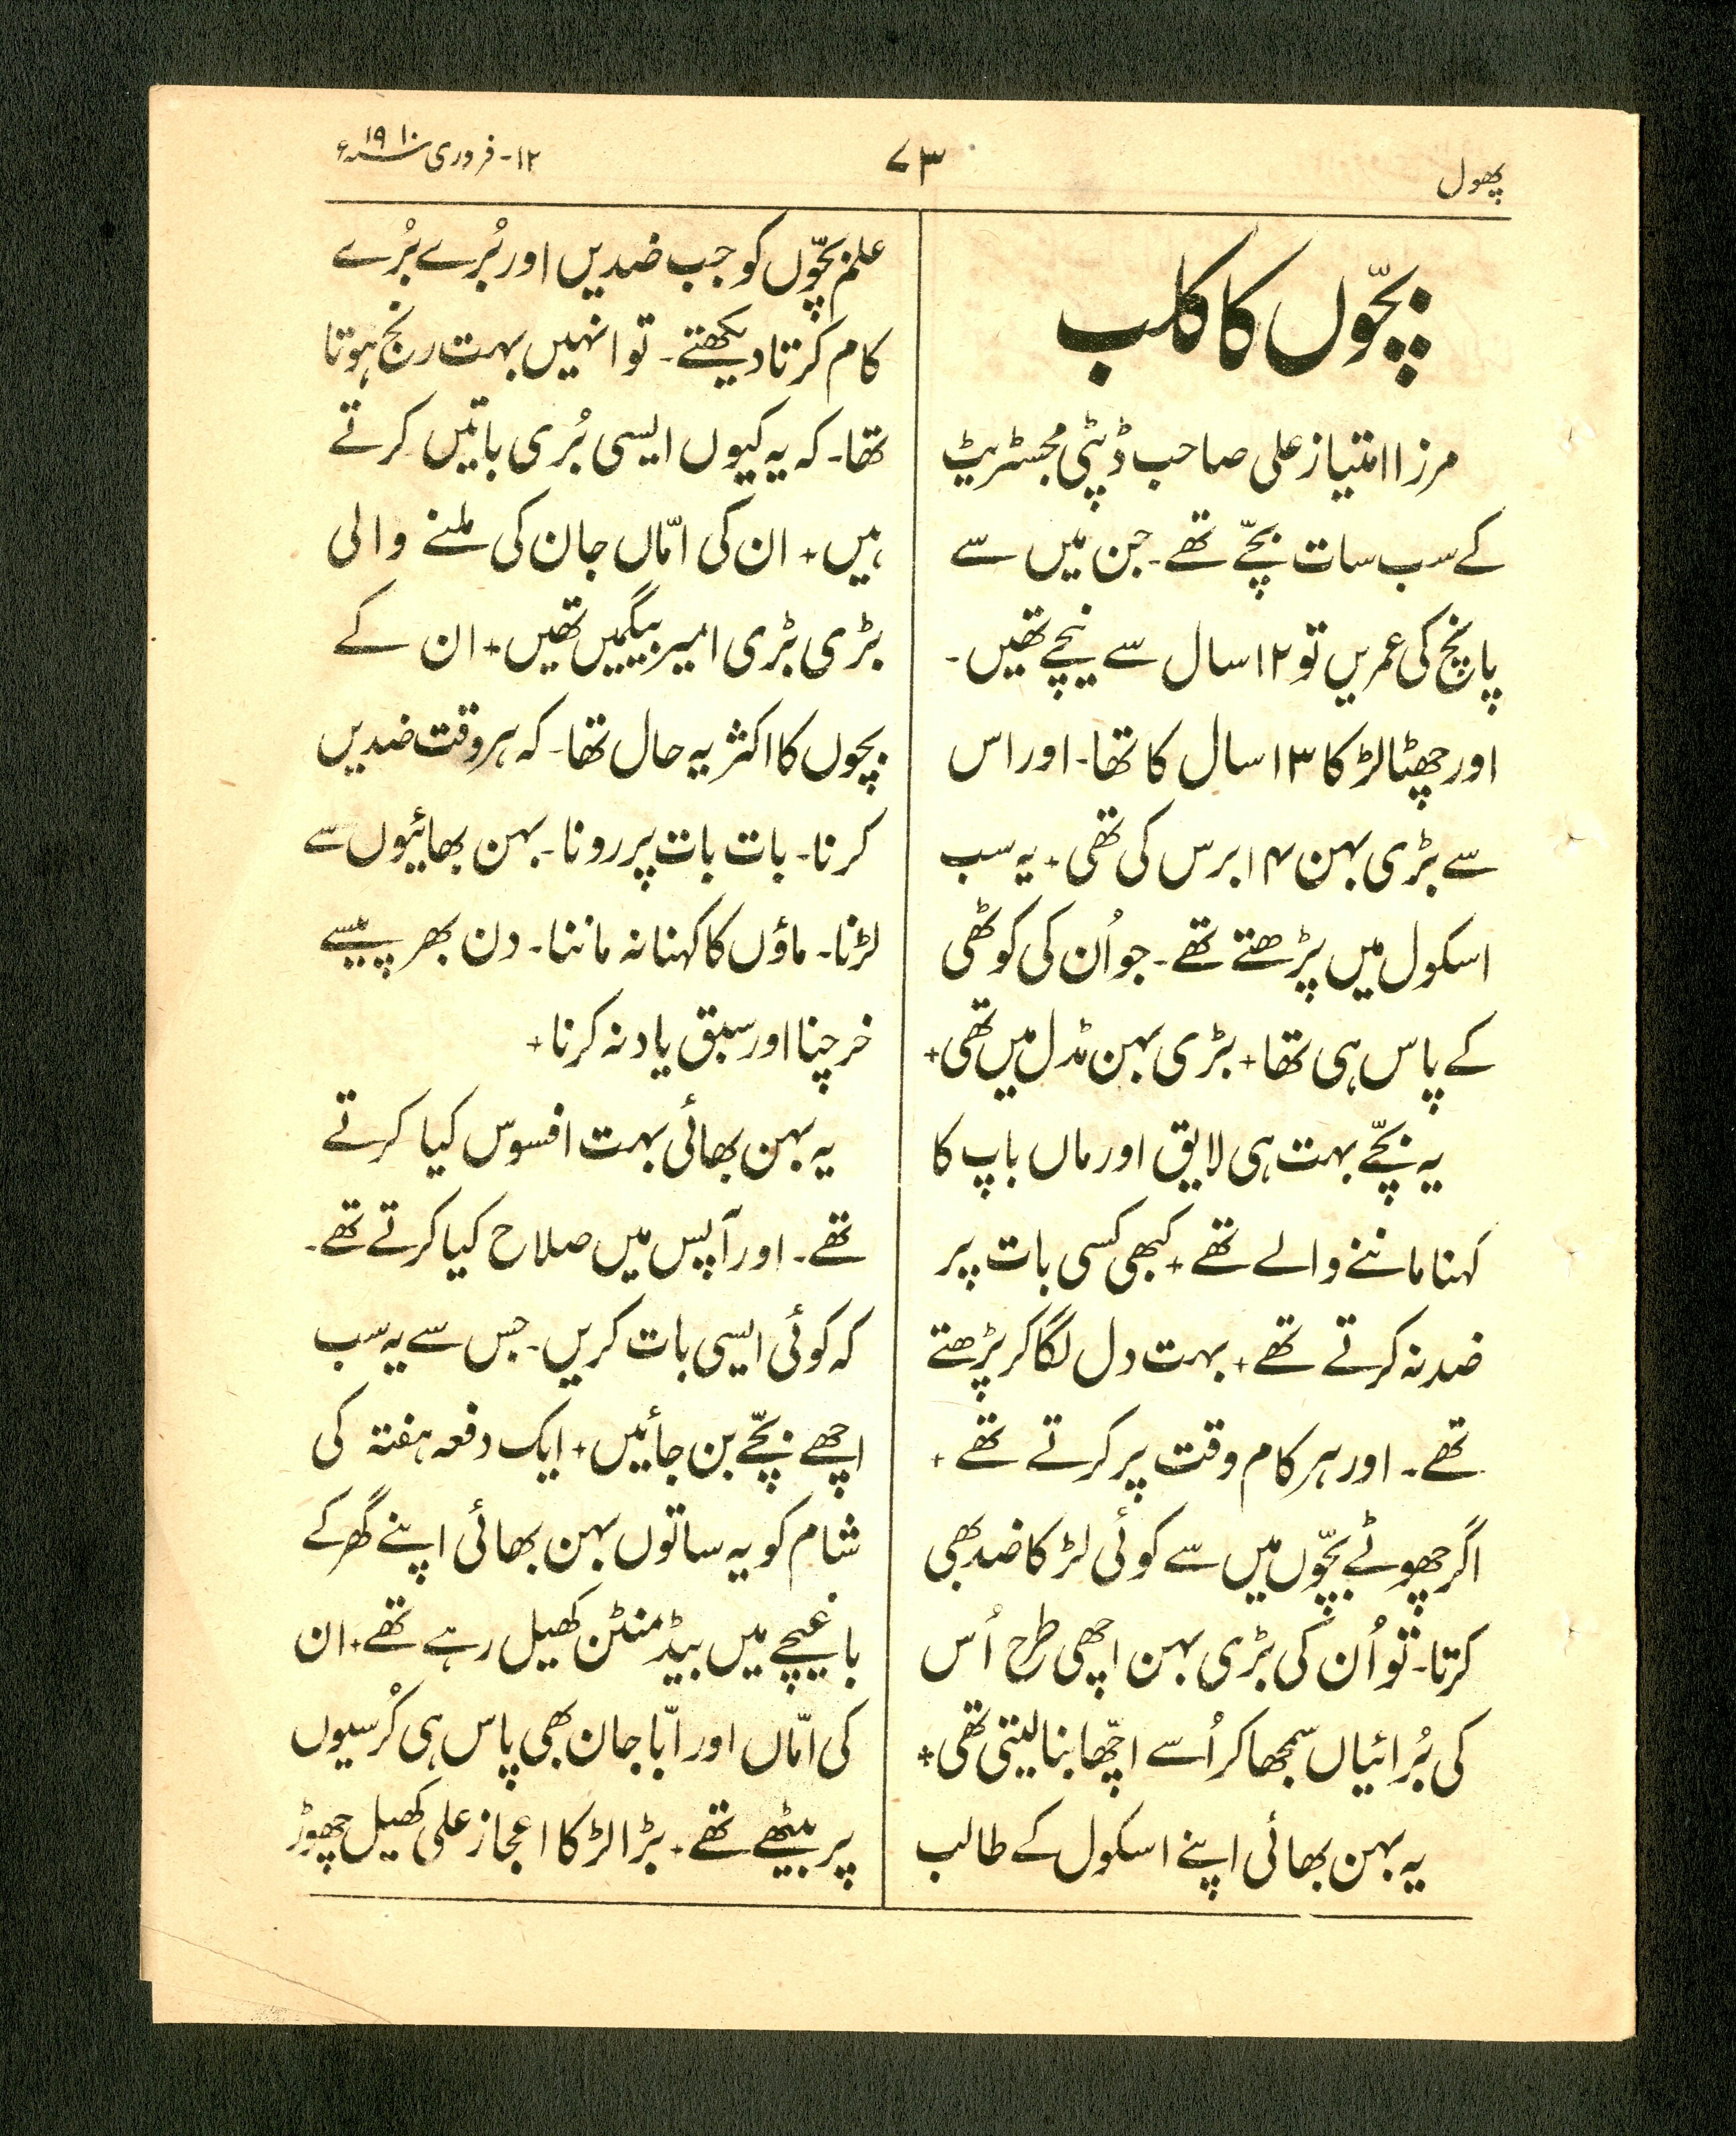 پھول
۷۳
۱۲- فروری ۱۹۱۰ء
بچّوں کا کلب
مرزا امتیاز علی صاحب ڈپٹی مجسٹریٹ
کے سب سات بچّے تھے۔ جن میں سے
پانچ کی عمریں تو ۱۲ سال سے نیچے تھیں۔
اور چھٹا لڑکا ۱۳ سال کا تھا۔ اور اس
سے بڑی بہن ۱۴ برس کی تھی + یہ سب
اسکول میں پڑھتے تھے۔ جو اُن کی کوٹھی
کے پاس ہی تھا + بڑی بہن مڈل میں تھی +
یہ بچّے بہت ہی لایق اور ماں باپ کا
کہنا ماننے والے تھے + کبھی کسی بات پر
ضد نہ کرتے تھے + بہت دل لگا کر پڑھتے
تھے۔ اور ہر کام وقت پر کرتے تھے +
اگر چھوٹے بچّوں میں سے کوئی لڑکا ضد بھی
کرتا۔ تو اُن کی بڑی بہن اچھی طرح اُس
کی بُرائیاں سمجھا کر اُسے اچّھا بنا لیتی تھی +
یہ بہن بھائی اپنے اسکول کے طالب
علم بچّوں کو جب ضدیں اور بُرے بُرے
کام کرتا دیکھتے۔ تو انہیں بہت رنج ہوتا
تھا۔ کہ یہ کیوں ایسی بُری باتیں کرتے
ہیں + ان کی امّاں جان کی ملنے والی
بڑی بڑی امیر بیگمیں تھیں + ان کے
بچوں کا اکثر یہ حال تھا۔ کہ ہر وقت ضدیں
کرنا۔ بات بات پر رونا۔ بہن بھائیوں سے
لڑنا۔ ماؤں کا کہنا نہ ماننا۔ دن بھر پیسے
خرچنا اور سبق یاد نہ کرنا +
یہ بہن بھائی بہت افسوس کیا کرتے
تھے۔ اور آپس میں صلاح کیا کرتے تھے۔
کہ کوئی ایسی بات کریں۔ جس سے یہ سب
اچھے بچّے بن جائیں + ایک دفعہ ہفتہ کی
شام کو یہ ساتوں بہن بھائی اپنے گھر کے
باغیچے میں بیڈمنٹن کھیل رہے تھے + ان
کی امّاں اور ابّا جان بھی پاس ہی کُرسیوں
پر بیٹھے تھے۔ بڑا لڑکا اعجاز علی کھیل چھوڑ